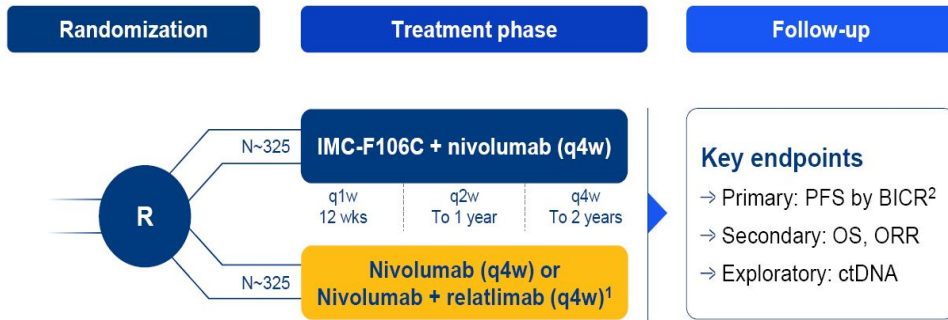 Randomization
Treatment phase
Follow-up
R
N~325
IMC-F106C + nivolumab (q4w)
q1w
12 wks
q2w
To 1 year
q4w
To 2 years
N~325
Nivolumab (q4w) or
Nivolumab + relatlimab (q4w)1
Key endpoints
→ Primary: PFS by BICR2
→ Secondary: OS, ORR
→ Exploratory: ctDNA